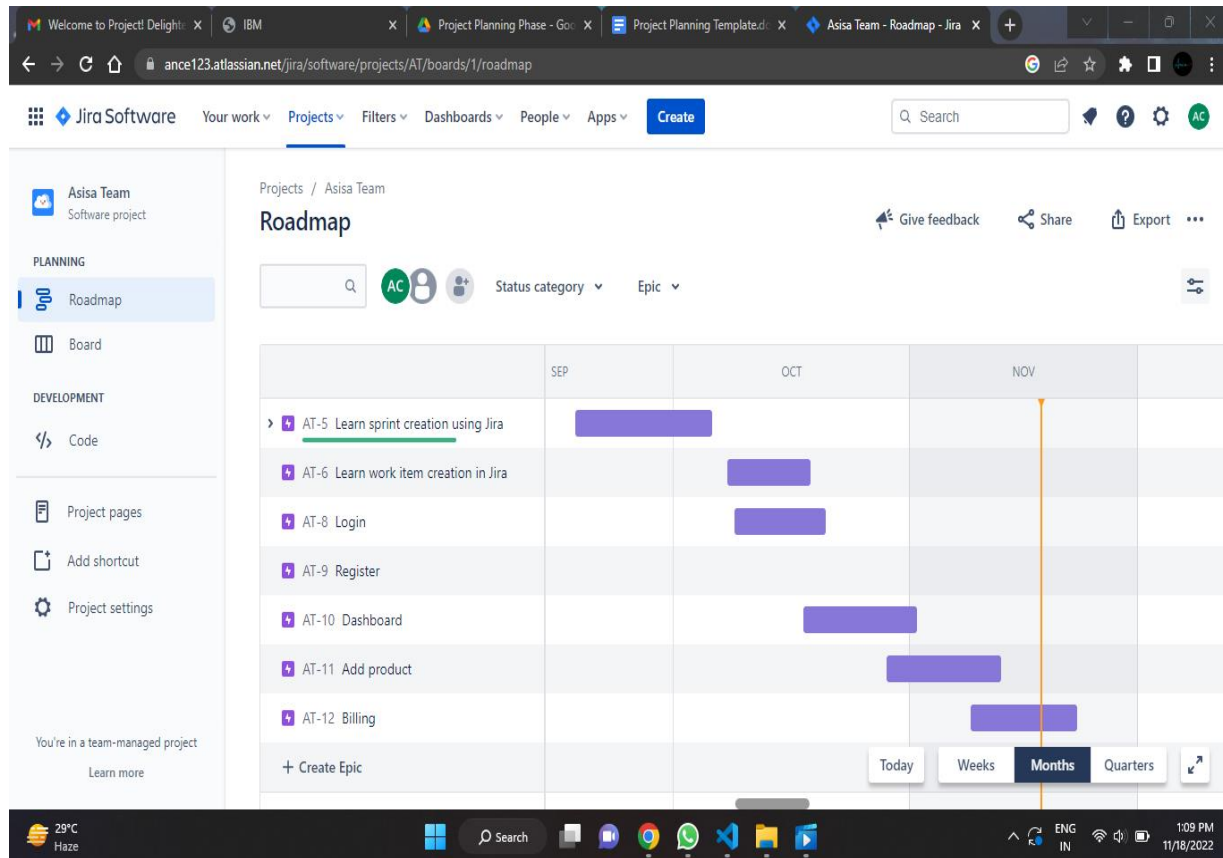 Welcome to Project! Delighte
IBM
Project Planning Phase - Goo
Project Planning Template.do
Asisa Team - Roadmap - Jira
ance123.atlassian.net/jira/software/projects/AT/boards/1/roadmap
Jira Software
Your work
Projects
Filters
Dashboards
People
Apps
Create
Search
AC
Asisa Team
Software project
PLANNING
Roadmap
Board
DEVELOPMENT
Code
Project pages
Add shortcut
Project settings
You're in a team-managed project
Learn more
Projects / Asisa Team
Roadmap
Give feedback
Share
Export
AC
Status category
Epic
SEP
OCT
NOV
AT-5 Learn sprint creation using Jira
AT-6 Learn work item creation in Jira
AT-8 Login
AT-9 Register
AT-10 Dashboard
AT-11 Add product
AT-12 Billing
+ Create Epic
Today
Weeks
Months
Quarters
29°C
Haze
Search
ENG
IN
1:09 PM
11/18/2022